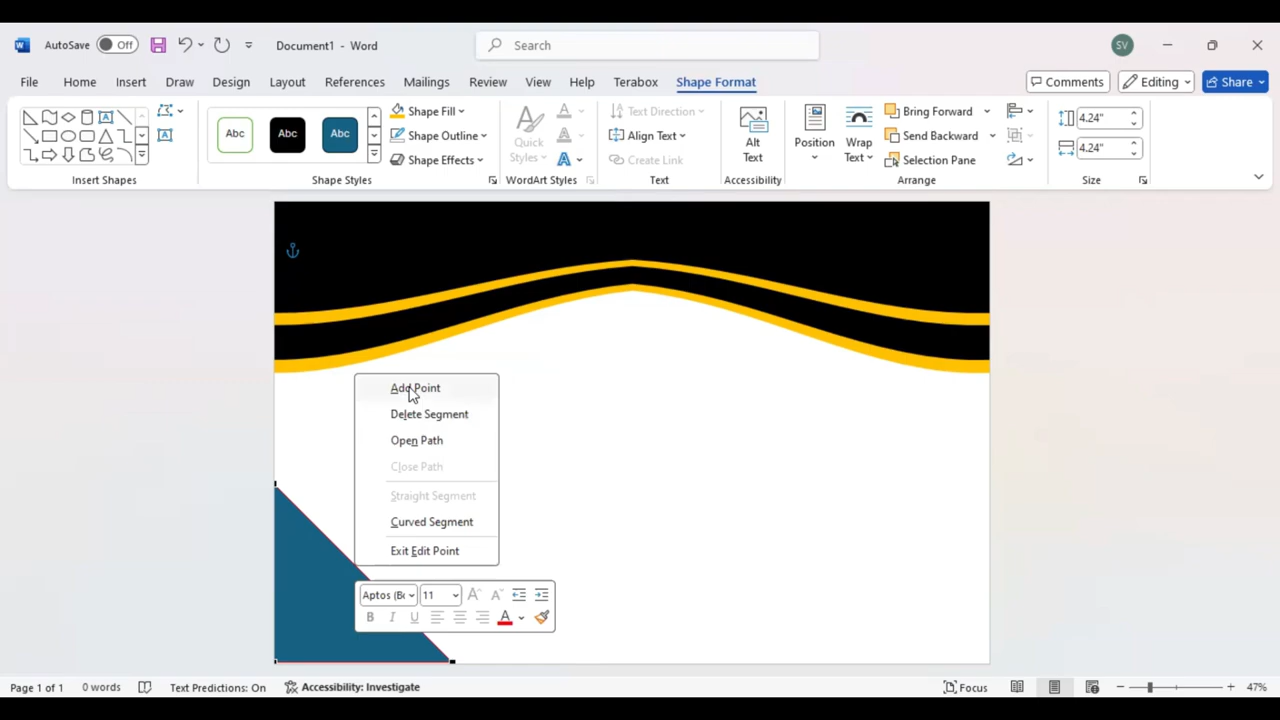 AutoSave Off Document1 - Word Search SV
File Home Insert Draw Design Layout References Mailings Review View Help Terabox Shape Format Comments Editing Share
Abc Abc Abc
Shape Fill
Shape Outline
Shape Effects
Quick
Styles
Text Direction
Align Text
Create Link
Alt
Text
Position
Wrap
Text
Bring Forward
Send Backward
Selection Pane
4.24"
4.24"
Insert Shapes Shape Styles WordArt Styles Text Accessibility Arrange Size
Add Point
Delete Segment
Open Path
Close Path
Straight Segment
Curved Segment
Exit Edit Point
Aptos (Bo 11
B I U A
Page 1 of 1 0 words Text Predictions: On Accessibility: Investigate Focus 47%